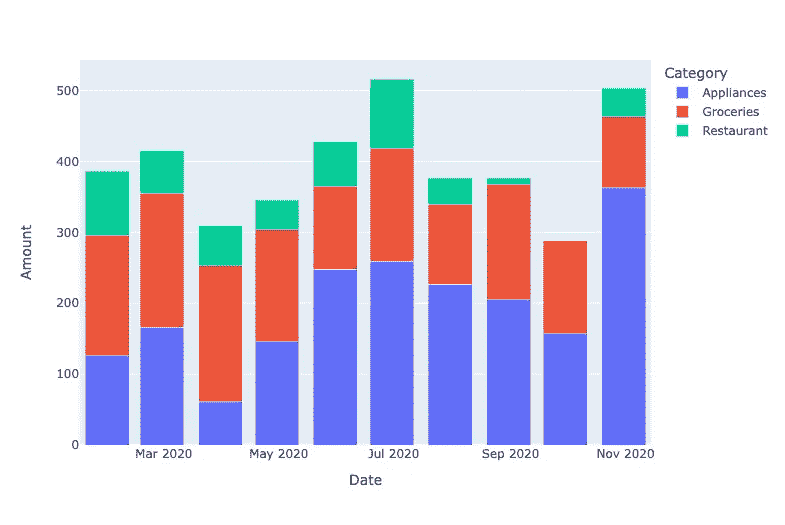 Category
Appliances
Groceries
Restaurant
500
400
300
200
100
0
Amount
Mar 2020
May 2020
Jul 2020
Sep 2020
Nov 2020
Date